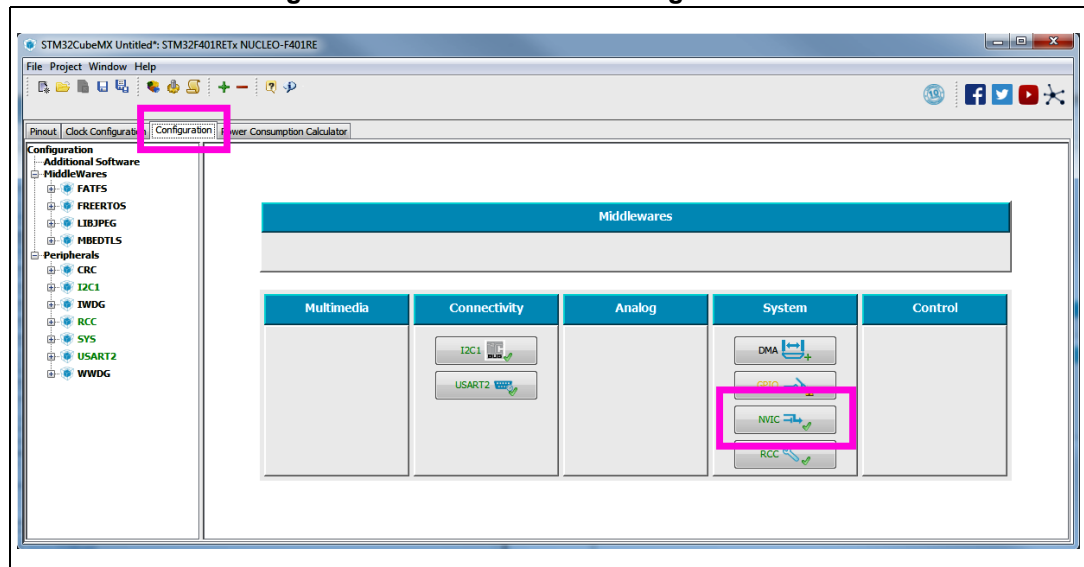 STM32CubeMX Untitled*: STM32F401RETx NUCLEO-F401RE
File Project Window Help
19
Pinout Clock Configuration Configuration Power Consumption Calculator
Configuration
Additional Software
MiddleWares
FATFS
FREERTOS
LIBJPEG
MBEDTLS
Peripherals
CRC
I2C1
IWDG
RCC
SYS
USART2
WWDG
Middlewares
Multimedia Connectivity Analog System Control
I2C1
BUS
USART2
DMA
GPIO
NVIC
RCC